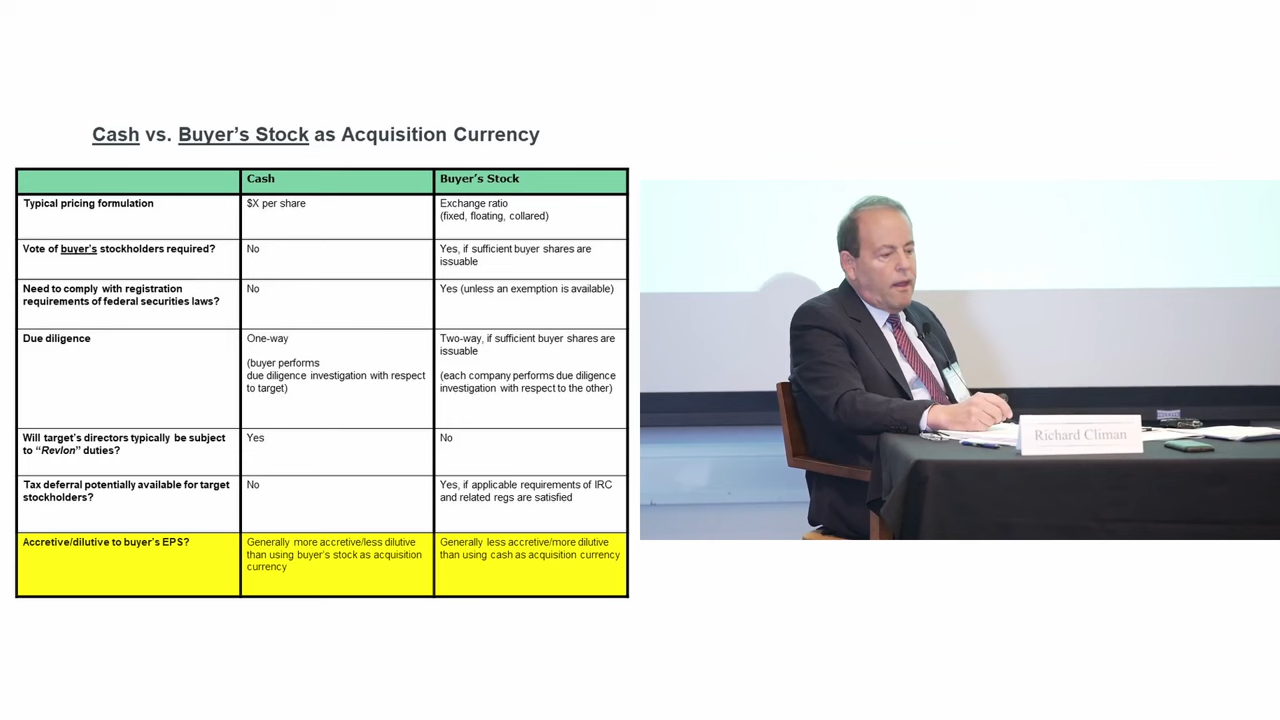 Cash vs. Buyer's Stock as Acquisition Currency
Cash
Buyer's Stock
Typical pricing formulation
$X per share
Exchange ratio
(fixed, floating, collared)
Vote of buyer's stockholders required?
No
Yes, if sufficient buyer shares are
issuable
Need to comply with registration
requirements of federal securities laws?
No
Yes (unless an exemption is available)
Due diligence
One-way
(buyer performs
due diligence investigation with respect
to target)
Two-way, if sufficient buyer shares are
issuable
(each company performs due diligence
investigation with respect to the other)
Will target's directors typically be subject
to "Revlon" duties?
Yes
No
Tax deferral potentially available for target
stockholders?
No
Yes, if applicable requirements of IRC
and related regs are satisfied
Accretive/dilutive to buyer's EPS?
Generally more accretive/less dilutive
than using buyer's stock as acquisition
currency
Generally less accretive/more dilutive
than using cash as acquisition currency
Richard Climan